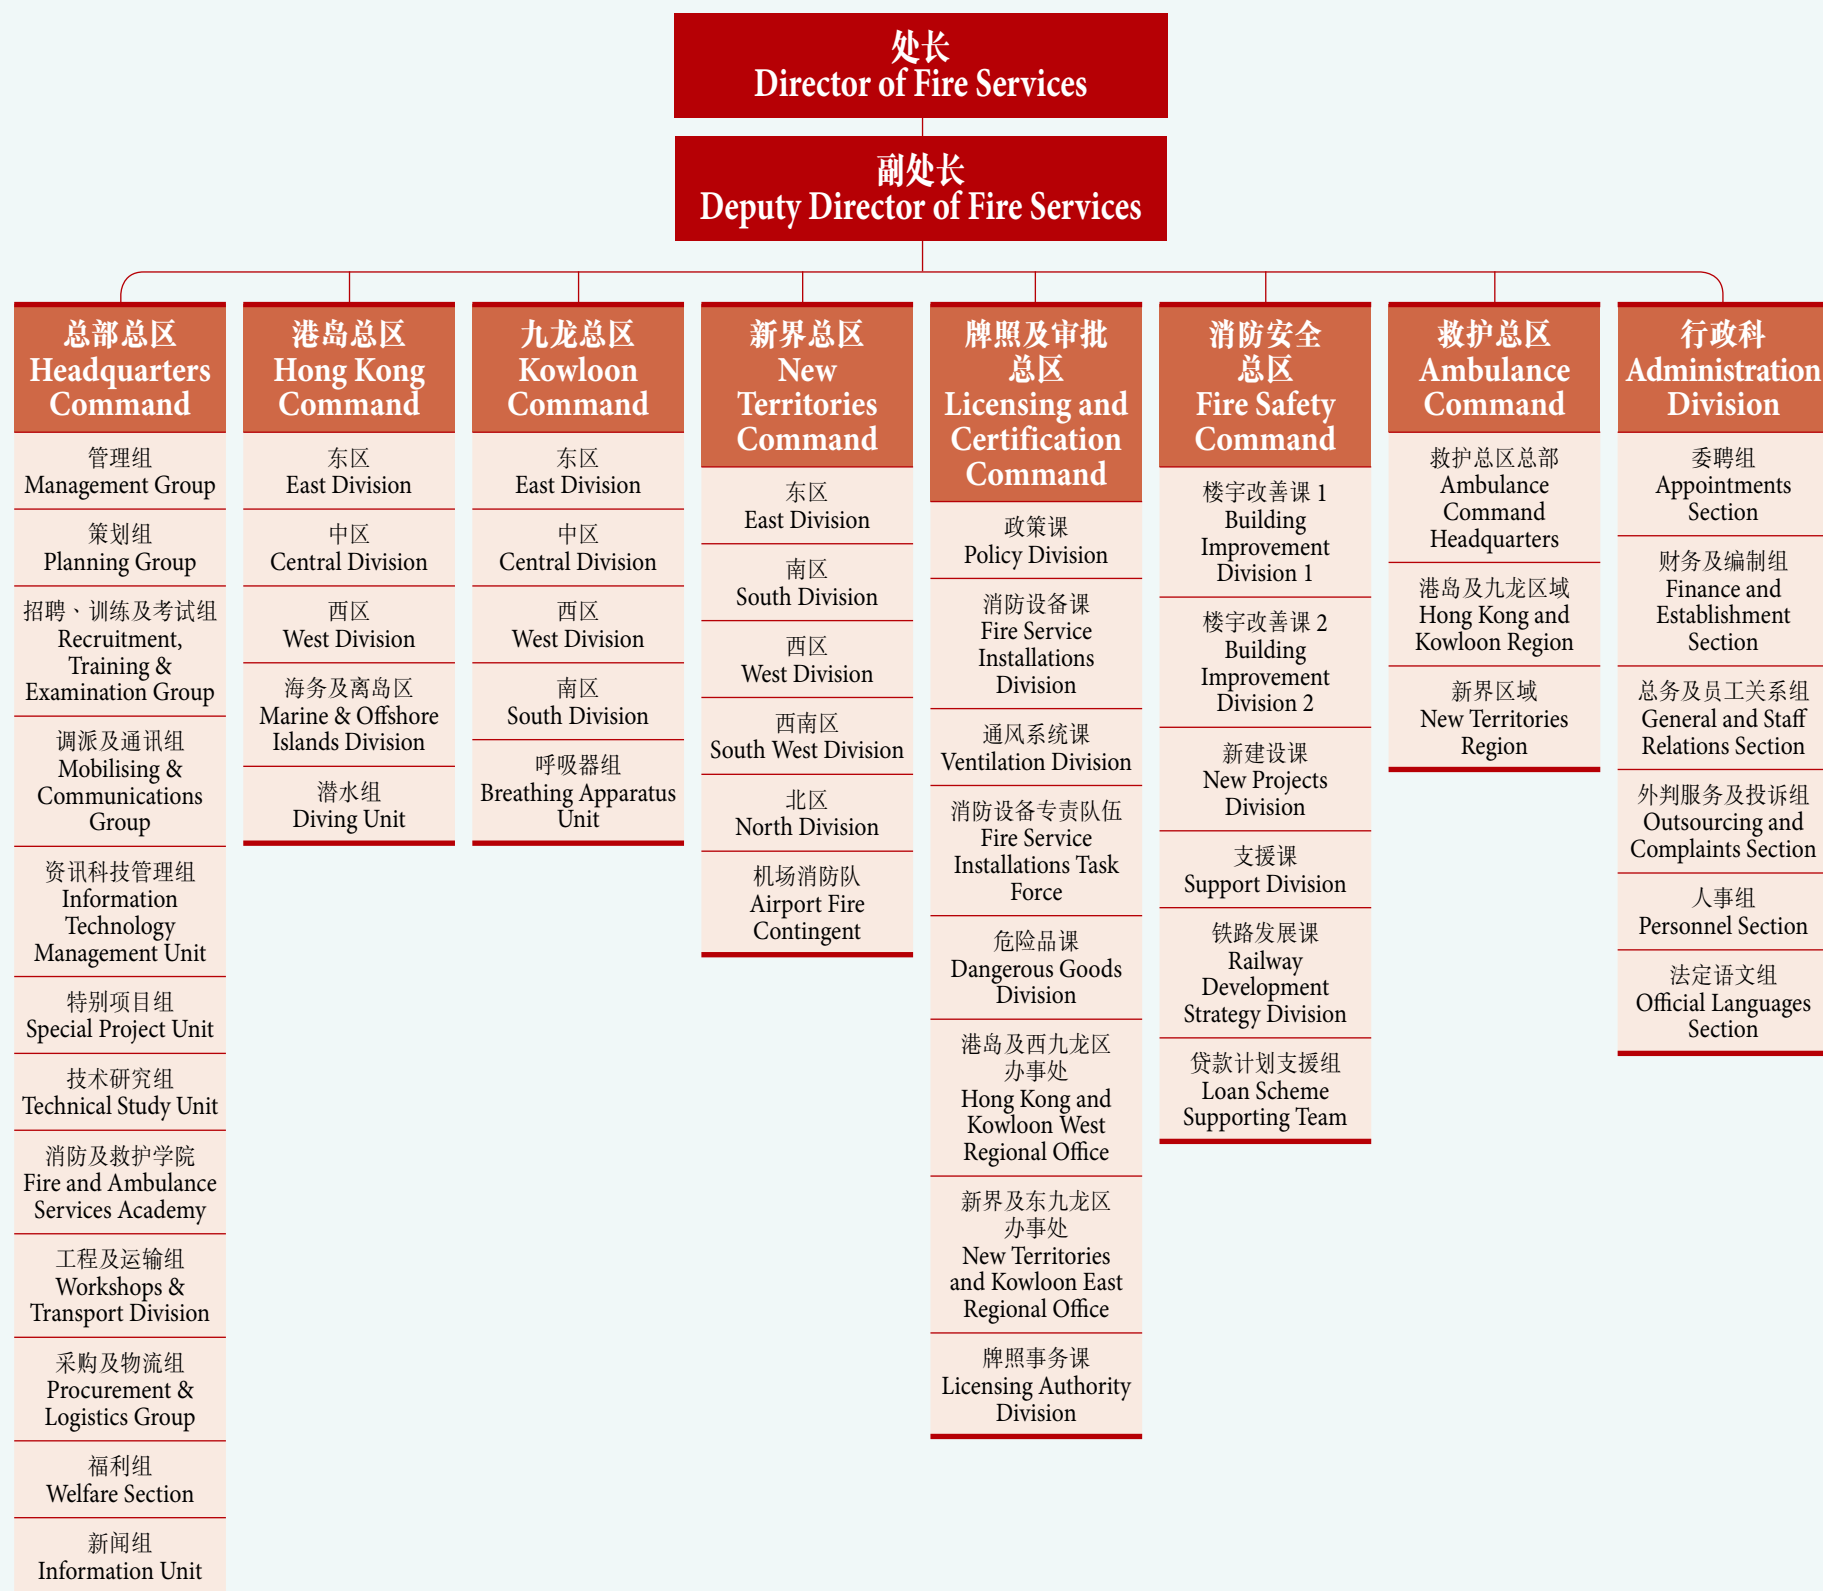 处长
Director of Fire Services
副处长
Deputy Director of Fire Services
总部总区
Headquarters
Command
管理组
Management Group
策划组
Planning Group
招聘、训练及考试组
Recruitment,
Training &
Examination Group
调派及通讯组
Mobilising &
Communications
Group
资讯科技管理组
Information
Technology
Management Unit
特别项目组
Special Project Unit
技术研究组
Technical Study Unit
消防及救护学院
Fire and Ambulance
Services Academy
工程及运输组
Workshops &
Transport Division
采购及物流组
Procurement &
Logistics Group
福利组
Welfare Section
新闻组
Information Unit
港岛总区
Hong Kong
Command
东区
East Division
中区
Central Division
西区
West Division
海务及离岛区
Marine & Offshore
Islands Division
潜水组
Diving Unit
九龙总区
Kowloon
Command
东区
East Division
中区
Central Division
西区
West Division
南区
South Division
呼吸器组
Breathing Apparatus
Unit
新界总区
New
Territories
Command
东区
East Division
南区
South Division
西区
West Division
西南区
South West Division
北区
North Division
机场消防队
Airport Fire
Contingent
牌照及审批
总区
Licensing and
Certification
Command
政策课
Policy Division
消防设备课
Fire Service
Installations
Division
通风系统课
Ventilation Division
消防设备专责队伍
Fire Service
Installations Task
Force
危险品课
Dangerous Goods
Division
港岛及西九龙区
办事处
Hong Kong and
Kowloon West
Regional Office
新界及东九龙区
办事处
New Territories
and Kowloon East
Regional Office
牌照事务课
Licensing Authority
Division
消防安全
总区
Fire Safety
Command
楼宇改善课 1
Building
Improvement
Division 1
楼宇改善课 2
Building
Improvement
Division 2
新建设课
New Projects
Division
支援课
Support Division
铁路发展课
Railway
Development
Strategy Division
贷款计划支援组
Loan Scheme
Supporting Team
救护总区
Ambulance
Command
救护总区总部
Ambulance
Command
Headquarters
港岛及九龙区域
Hong Kong and
Kowloon Region
新界区域
New Territories
Region
行政科
Administration
Division
委聘组
Appointments
Section
财务及编制组
Finance and
Establishment
Section
总务及员工关系组
General and Staff
Relations Section
外判服务及投诉组
Outsourcing and
Complaints Section
人事组
Personnel Section
法定语文组
Official Languages
Section